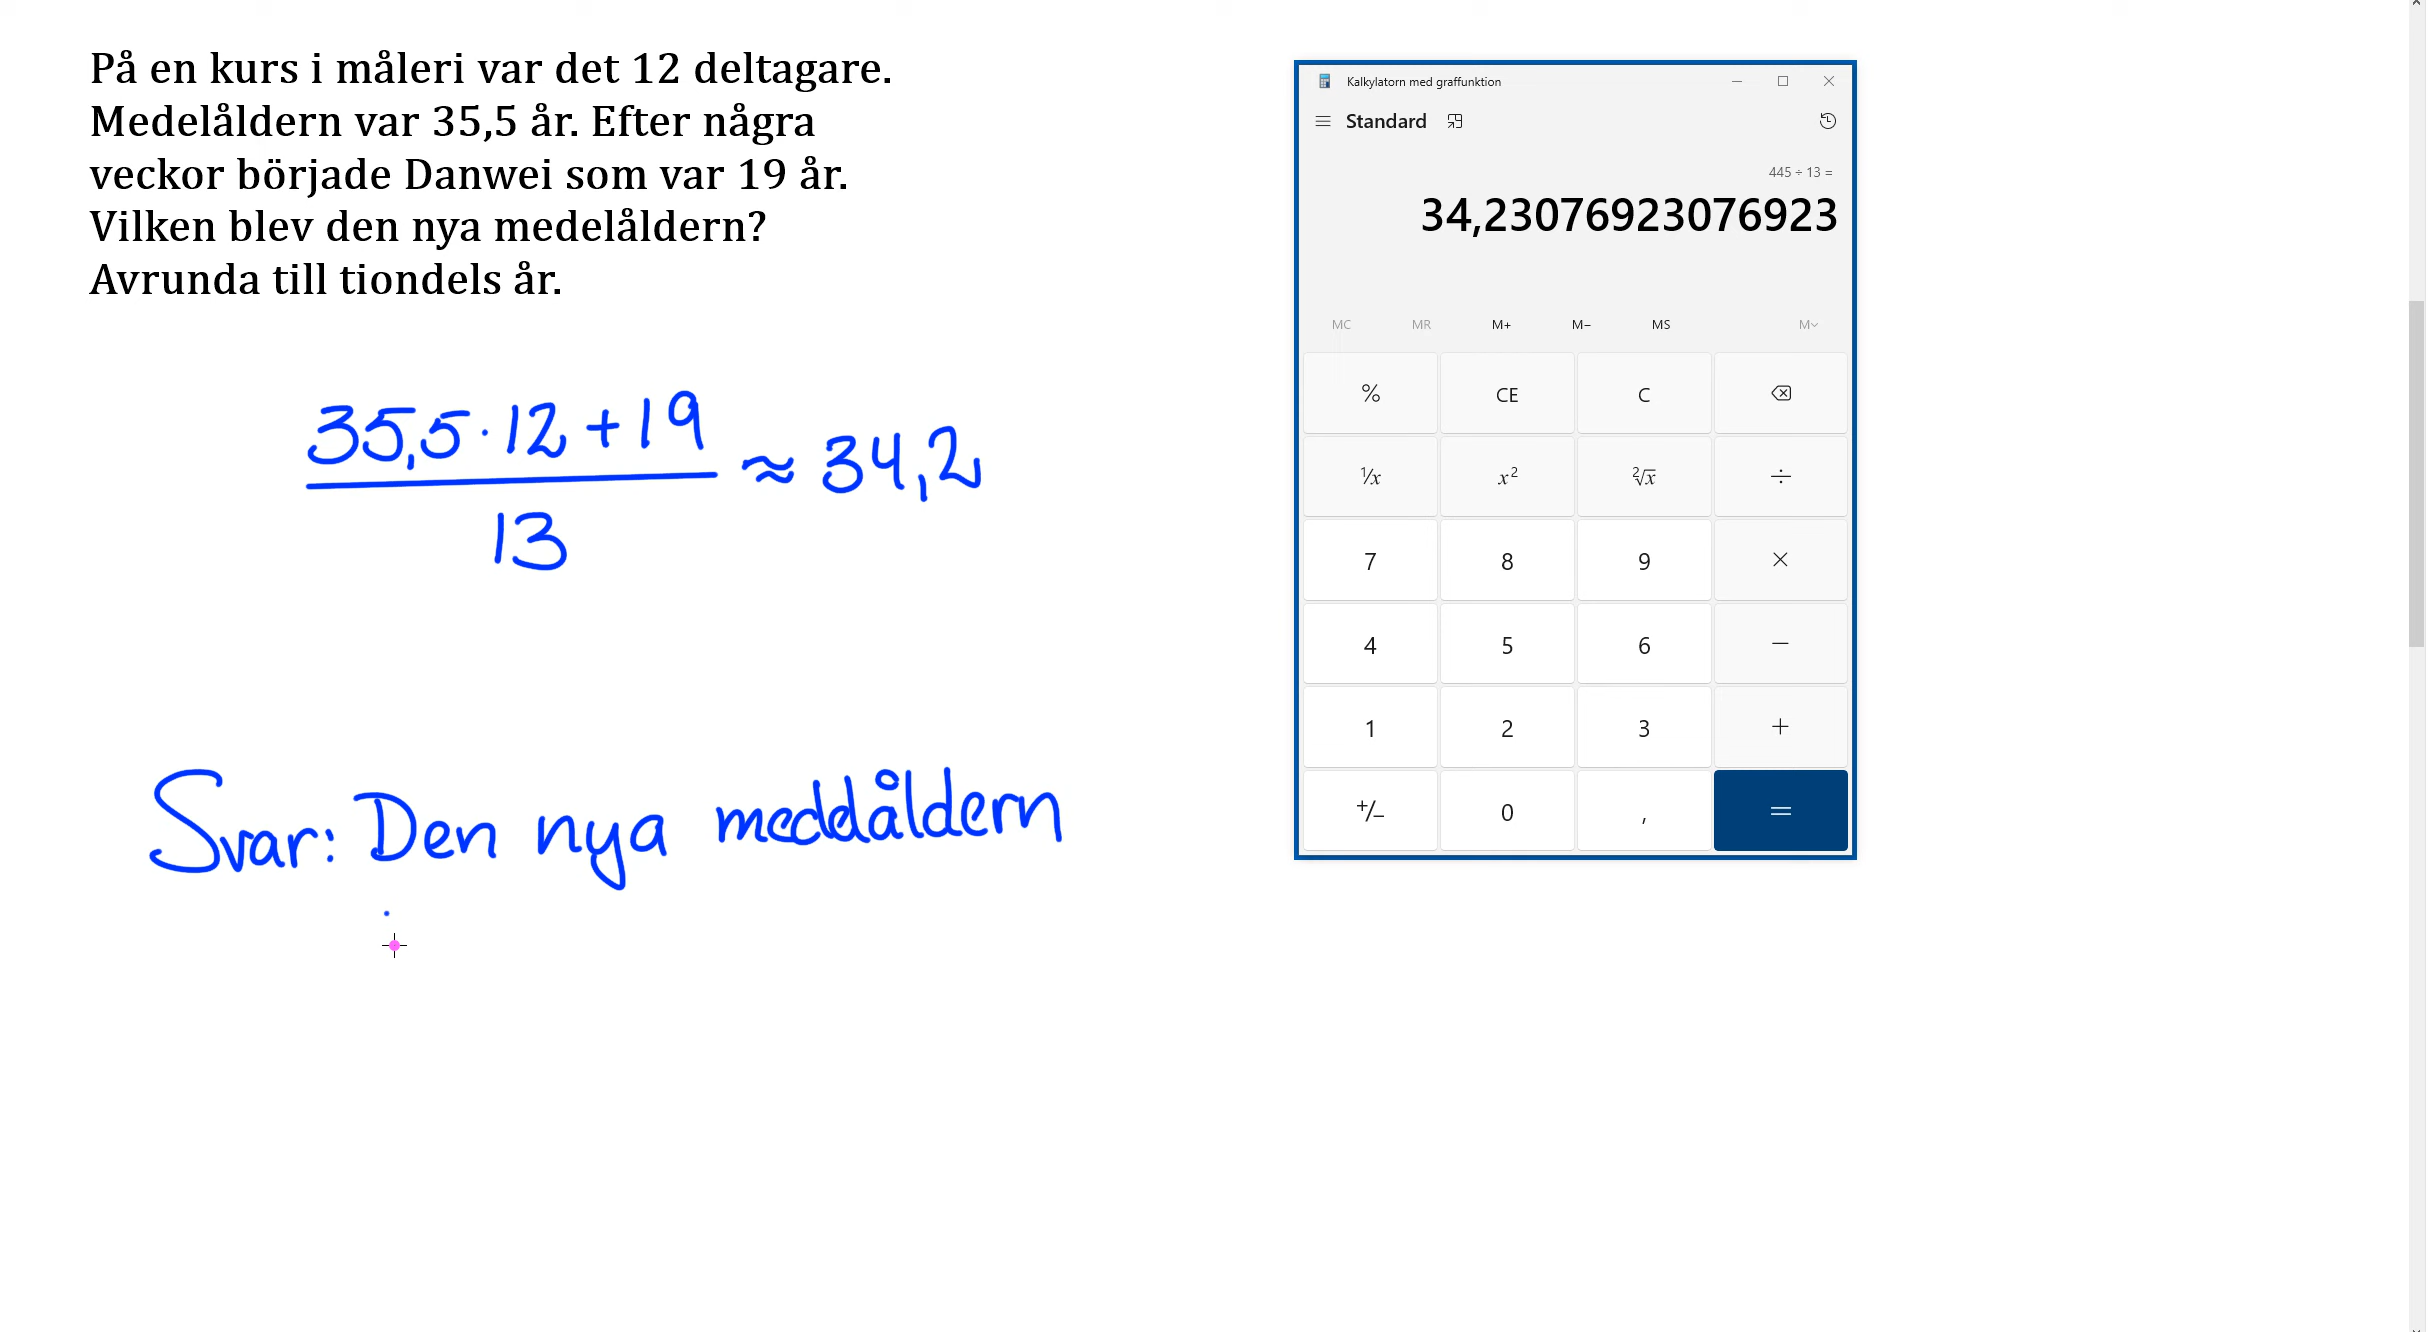 På en kurs i måleri var det 12 deltagare.
Medelåldern var 35,5 år. Efter några
veckor började Danwei som var 19 år.
Vilken blev den nya medelåldern?
Avrunda till tiondels år.
35,5 · 12 + 19
13
≈ 34,2
Svar: Den nya meddåldern
Kalkylatorn med graffunktion
Standard
445 ÷ 13 =
34,23076923076923
MC MR M+ M− MS M˅
% CE C
¹/x x² ²√x ÷
7 8 9 ×
4 5 6 −
1 2 3 +
+/− 0 , =